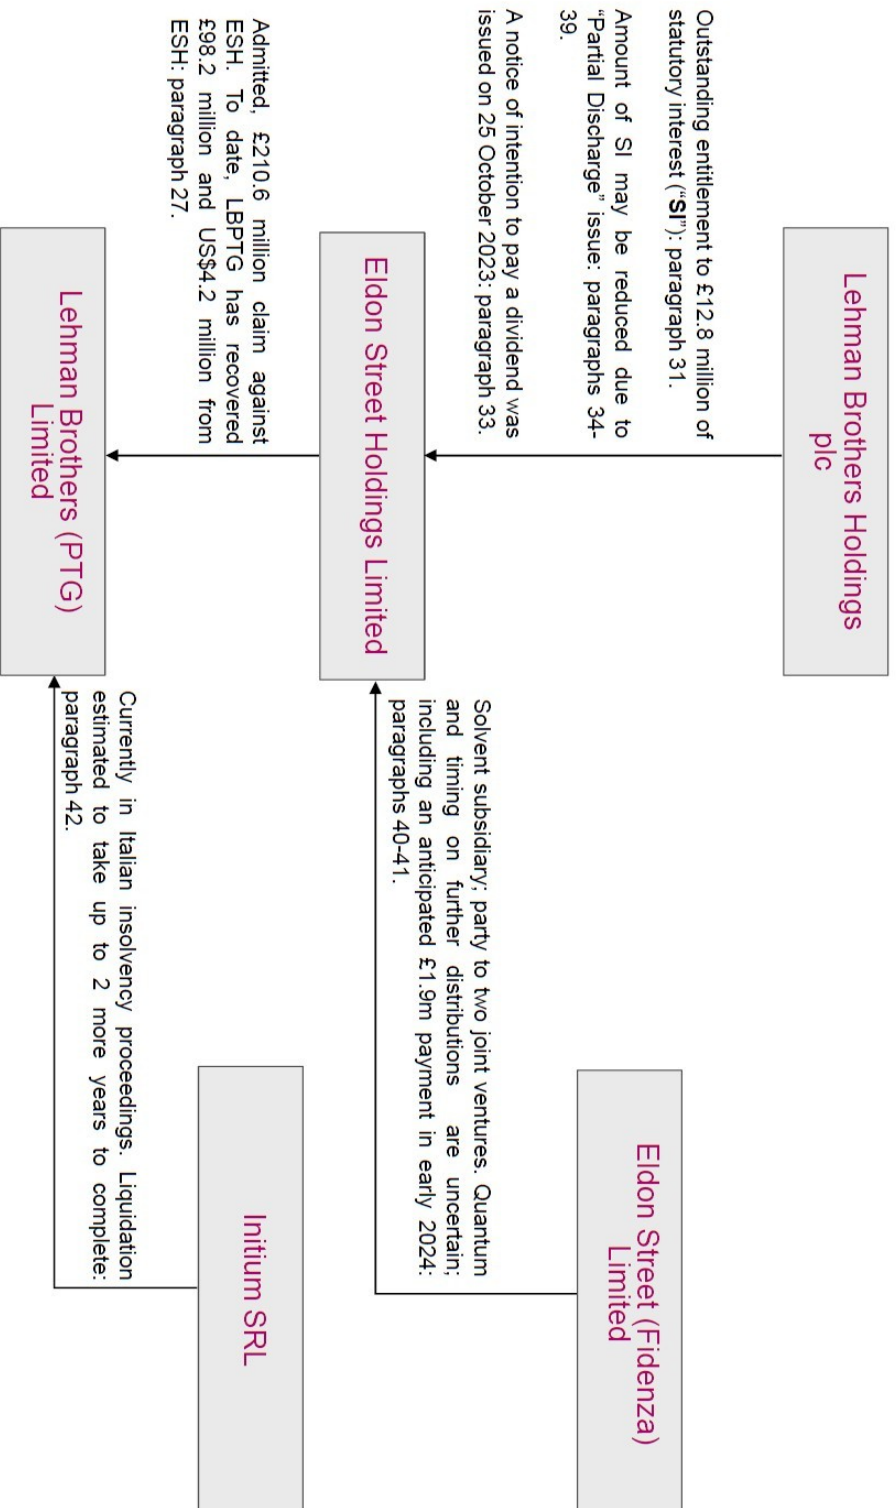 Lehman Brothers Holdings
plc
Outstanding entitlement to £12.8 million of
statutory interest (“SI”): paragraph 31.
Amount of SI may be reduced due to
“Partial Discharge” issue: paragraphs 34-
39.
A notice of intention to pay a dividend was
issued on 25 October 2023: paragraph 33.
Eldon Street (Fidenza)
Limited
Solvent subsidiary; party to two joint ventures. Quantum
and timing on further distributions are uncertain;
including an anticipated £1.9m payment in early 2024:
paragraphs 40-41.
Eldon Street Holdings Limited
Admitted, £210.6 million claim against
ESH. To date, LBPTG has recovered
£98.2 million and US$4.2 million from
ESH: paragraph 27.
Initium SRL
Currently in Italian insolvency proceedings. Liquidation
estimated to take up to 2 more years to complete:
paragraph 42.
Lehman Brothers (PTG)
Limited